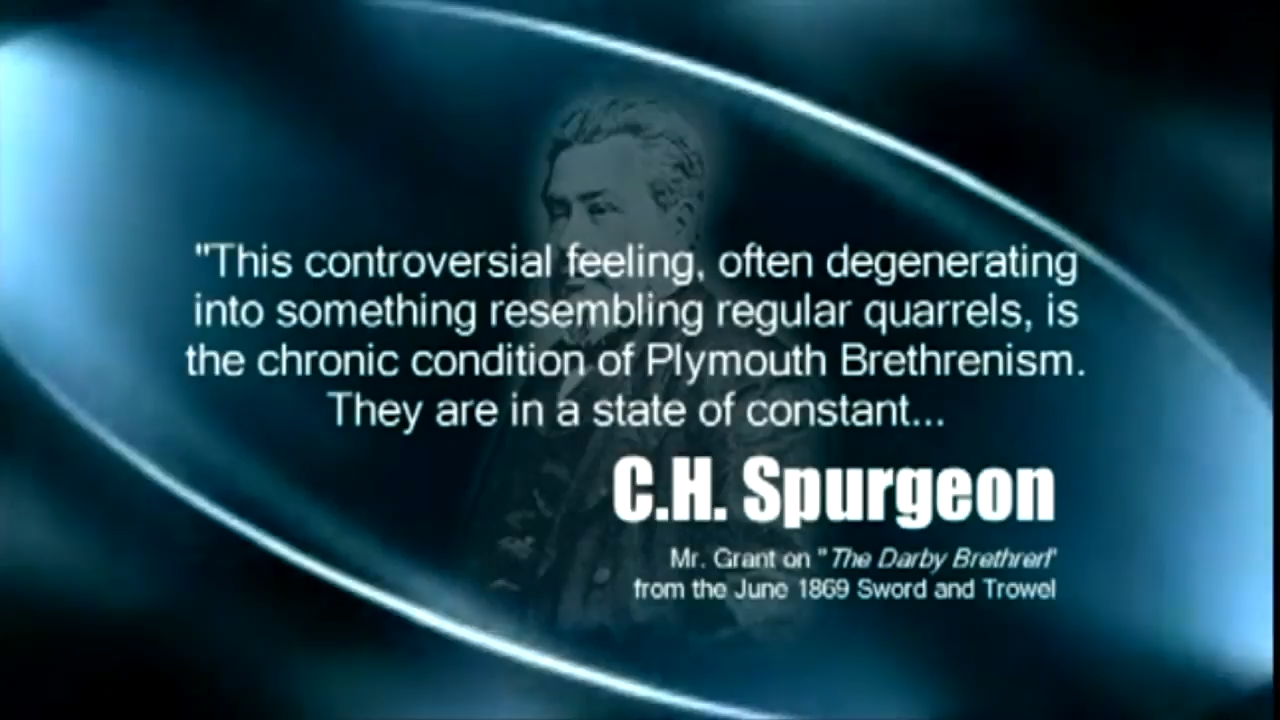 "This controversial feeling, often degenerating
into something resembling regular quarrels, is
the chronic condition of Plymouth Brethrenism.
They are in a state of constant...
C.H. Spurgeon
Mr. Grant on "The Darby Brethren"
from the June 1869 Sword and Trowel